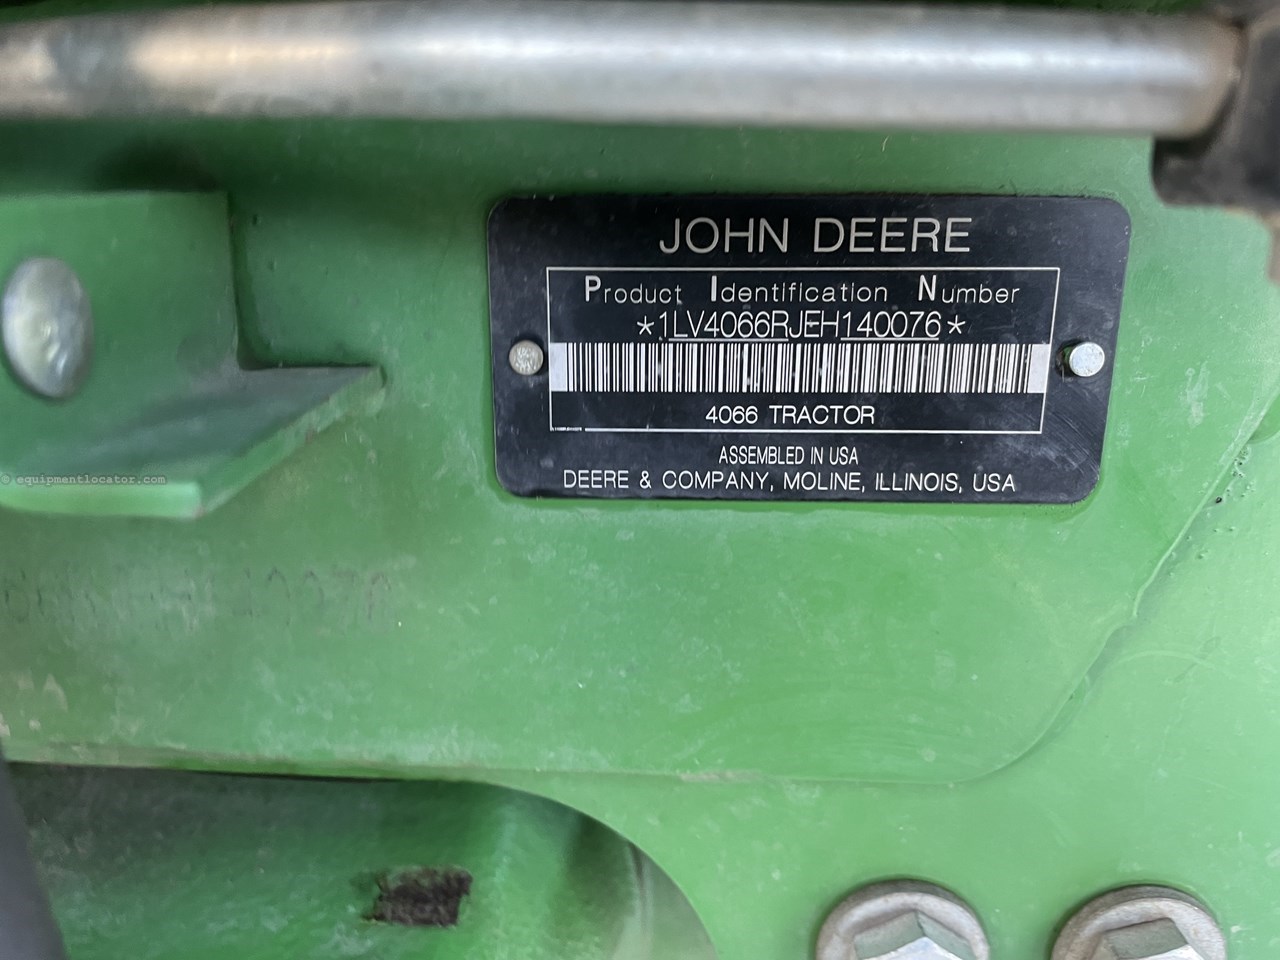 JOHN DEERE
Product Identification Number
*1LV4066RJEH140076*
4066 TRACTOR
ASSEMBLED IN USA
DEERE & COMPANY, MOLINE, ILLINOIS, USA
© equipmentlocator.com